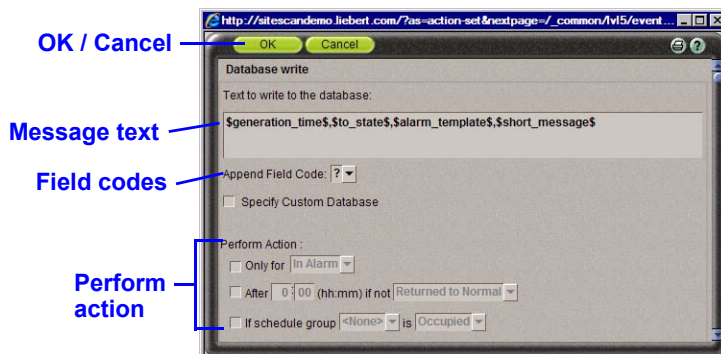 http://sitescandemo.liebert.com/?as=action-set&nextpage=/_common/lvl5/event
OK / Cancel
OK Cancel
?
Database write
Text to write to the database:
Message text
$generation_time$,$to_state$,$alarm_template$,$short_message$
Field codes
Append Field Code: ?
Specify Custom Database
Perform action
Perform Action :
Only for In Alarm
After 0 : 00 (hh:mm) if not Returned to Normal
If schedule group <None> is Occupied